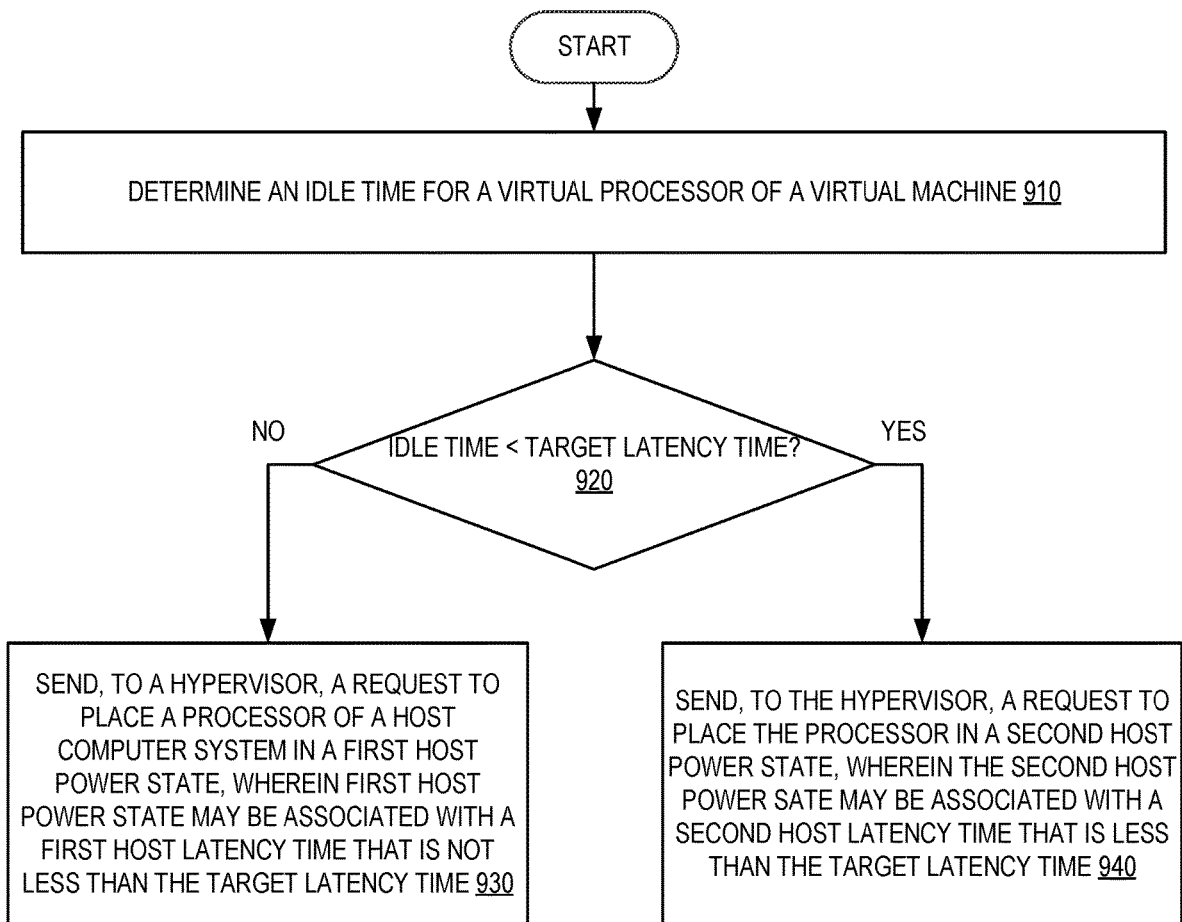 START
DETERMINE AN IDLE TIME FOR A VIRTUAL PROCESSOR OF A VIRTUAL MACHINE 910
NO
YES
IDLE TIME < TARGET LATENCY TIME?
920
SEND, TO A HYPERVISOR, A REQUEST TO
PLACE A PROCESSOR OF A HOST
COMPUTER SYSTEM IN A FIRST HOST
POWER STATE, WHEREIN FIRST HOST
POWER STATE MAY BE ASSOCIATED WITH A
FIRST HOST LATENCY TIME THAT IS NOT
LESS THAN THE TARGET LATENCY TIME 930
SEND, TO THE HYPERVISOR, A REQUEST TO
PLACE THE PROCESSOR IN A SECOND HOST
POWER STATE, WHEREIN THE SECOND HOST
POWER SATE MAY BE ASSOCIATED WITH A
SECOND HOST LATENCY TIME THAT IS LESS
THAN THE TARGET LATENCY TIME 940